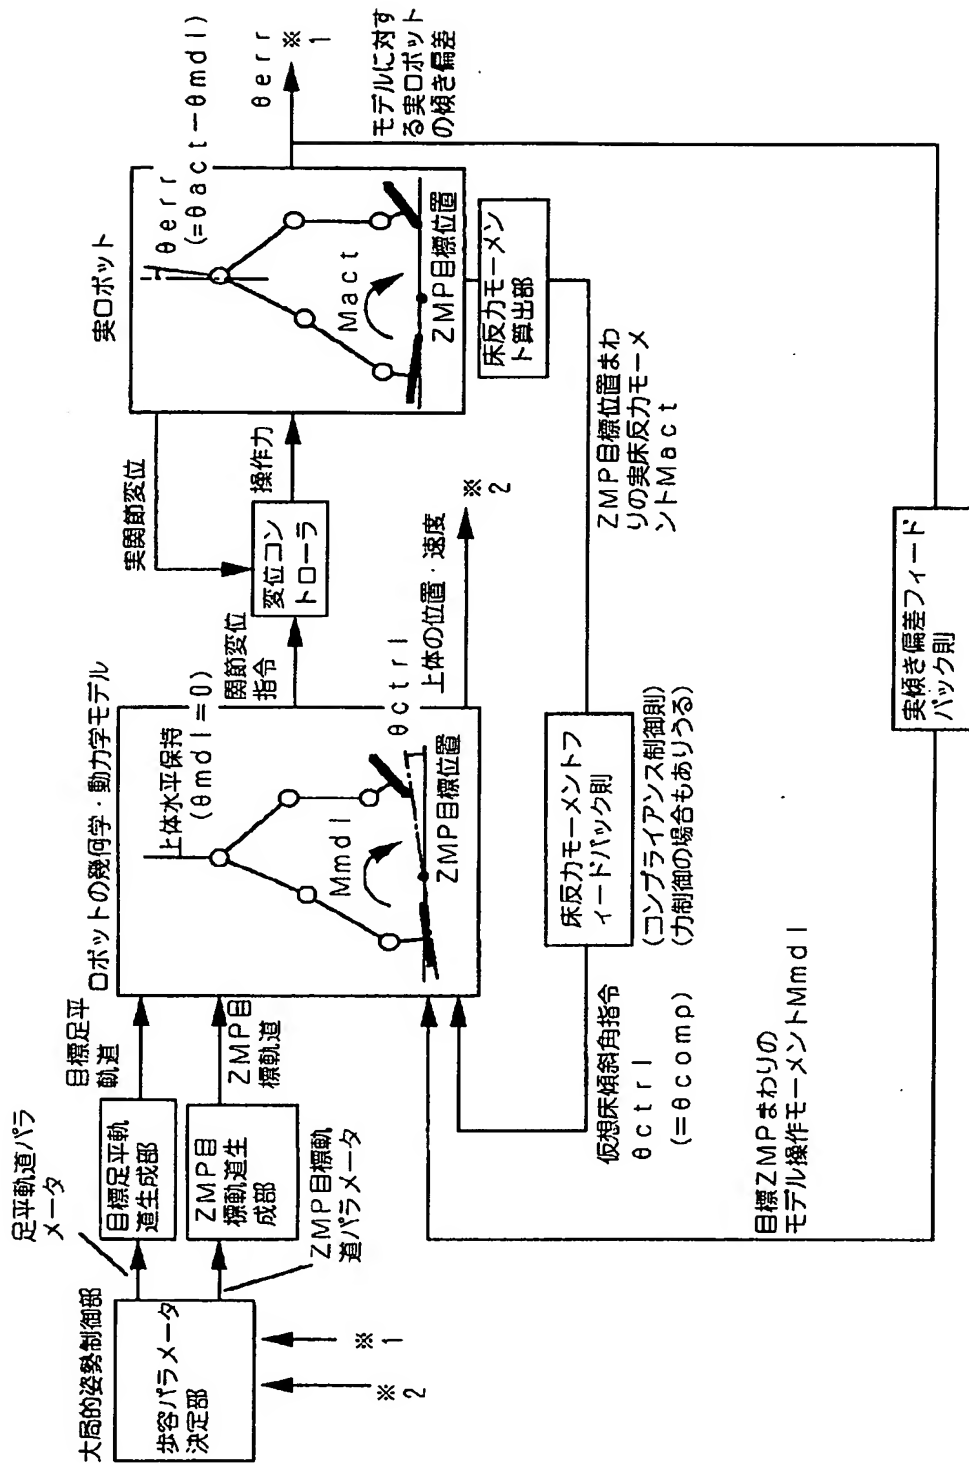 大局的姿勢制御部
歩容パラメータ
決定部
※
1
※
2
足平軌道パラ
メータ
ZMP目標軌
道パラメータ
目標足平軌
道生成部
ZMP目
標軌道生
成部
目標足平
軌道
ZMP目
標軌道
ロボットの幾何学・動力学モデル
上体水平保持
(θmdl=0)
Mmdl
θctrl
ZMP目標位置
関節変位
指令
上体の位置・速度
※
2
変位コン
トローラ
実関節変位
操作力
実ロボット
θerr
(=θact-θmdl)
Mact
ZMP目標位置
θerr
※
1
モデルに対す
る実ロボット
の傾き偏差
床反力モーメン
ト算出部
ZMP目標位置まわ
りの実床反力モーメ
ントMact
床反力モーメントフ
ィードバック則
(コンプライアンス制御則)
(力制御の場合もありうる)
仮想床傾斜角指令
θctrl
(=θcomp)
実傾き偏差フィード
バック則
目標ZMPまわりの
モデル操作モーメントMmdl